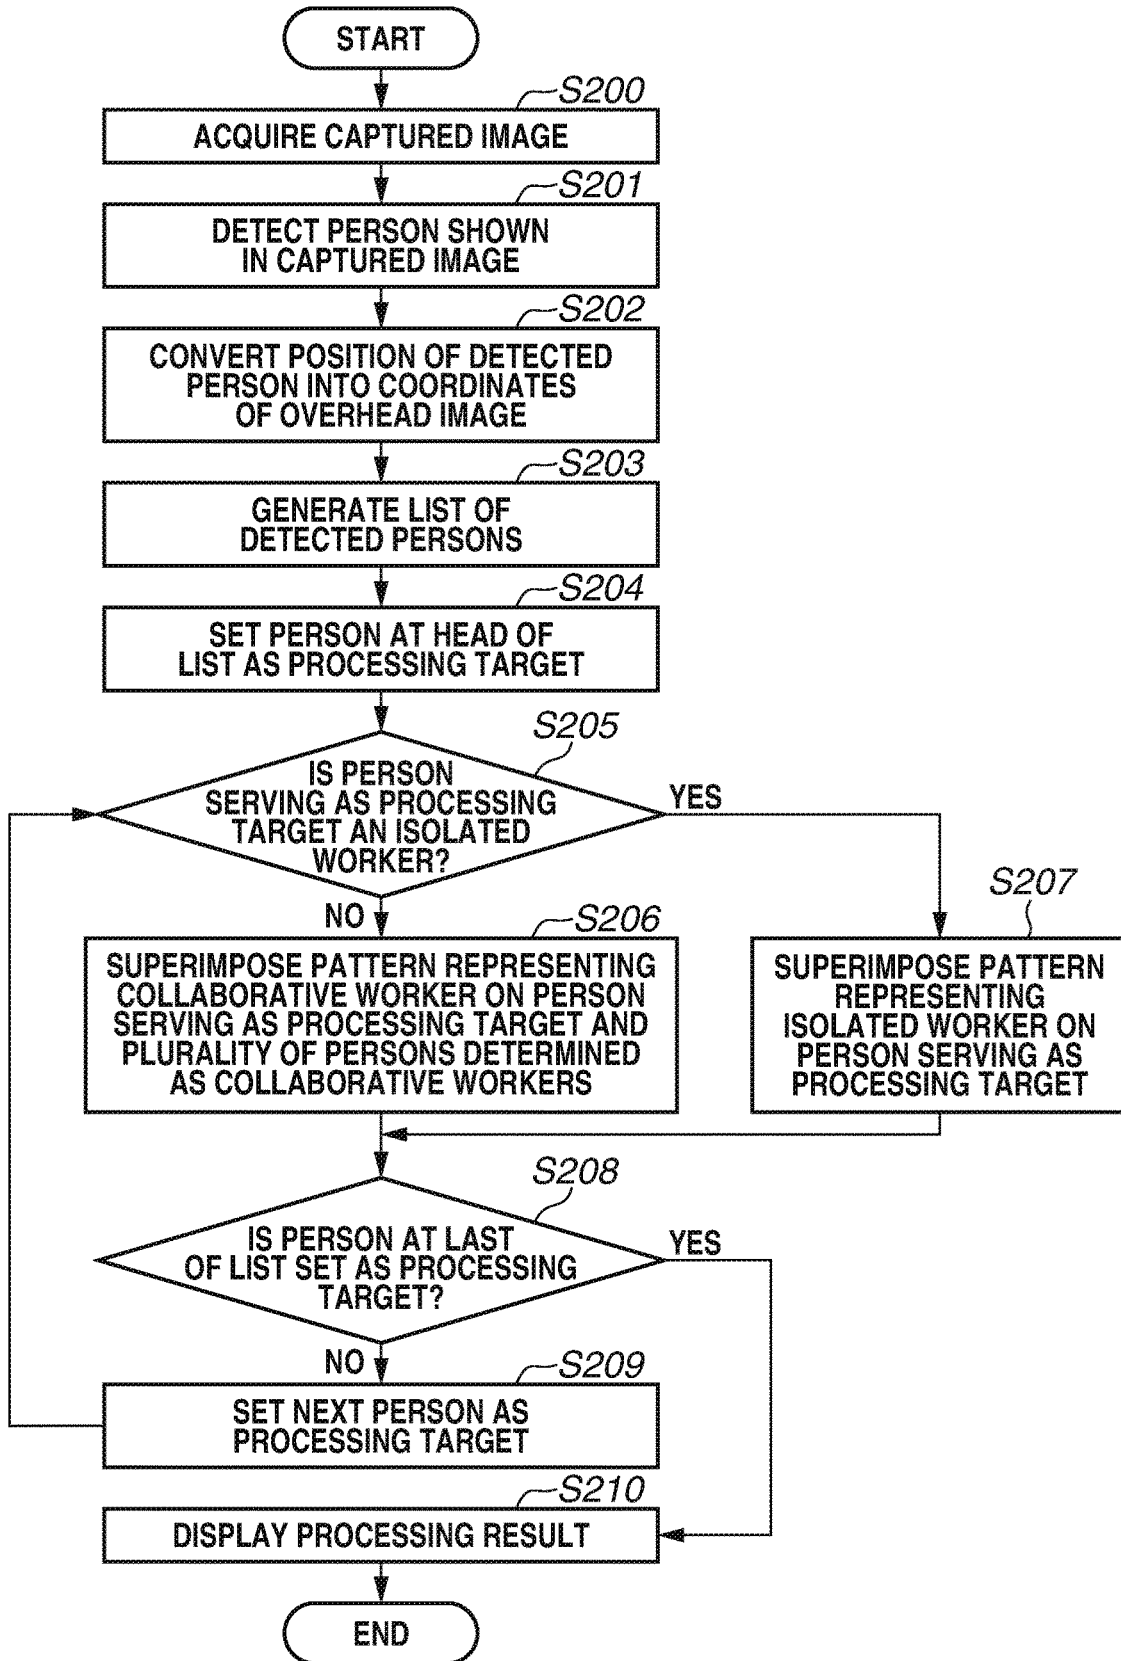 START
S200
ACQUIRE CAPTURED IMAGE
S201
DETECT PERSON SHOWN
IN CAPTURED IMAGE
S202
CONVERT POSITION OF DETECTED
PERSON INTO COORDINATES
OF OVERHEAD IMAGE
S203
GENERATE LIST OF
DETECTED PERSONS
S204
SET PERSON AT HEAD OF
LIST AS PROCESSING TARGET
S205
IS PERSON
SERVING AS PROCESSING
TARGET AN ISOLATED
WORKER?
YES
NO
S206
SUPERIMPOSE PATTERN REPRESENTING
COLLABORATIVE WORKER ON PERSON
SERVING AS PROCESSING TARGET AND
PLURALITY OF PERSONS DETERMINED
AS COLLABORATIVE WORKERS
S207
SUPERIMPOSE PATTERN
REPRESENTING
ISOLATED WORKER ON
PERSON SERVING AS
PROCESSING TARGET
S208
IS PERSON AT LAST
OF LIST SET AS PROCESSING
TARGET?
YES
NO
S209
SET NEXT PERSON AS
PROCESSING TARGET
S210
DISPLAY PROCESSING RESULT
END